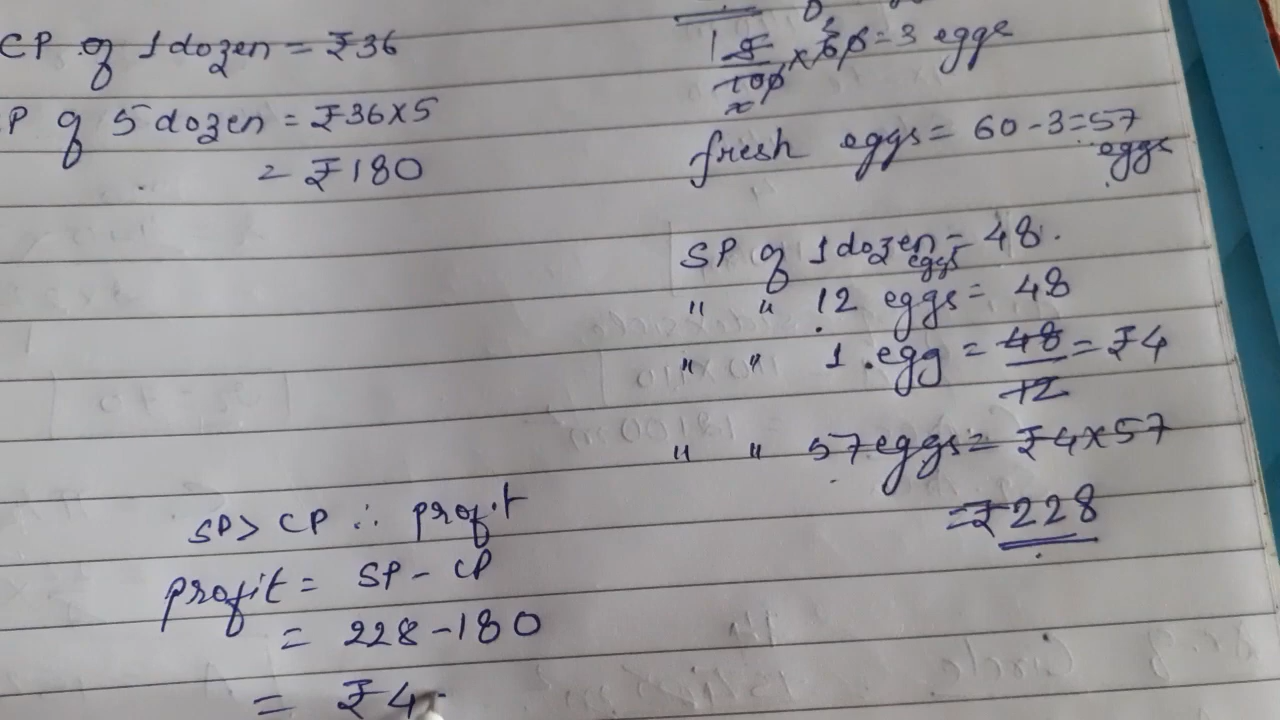 CP of 1 dozen = ₹36
P of 5 dozen = ₹36×5
= ₹180
5/100 × 60 = 3 eggs
fresh eggs = 60-3=57
eggs
SP of 1 dozen = 48.
eggs
" " 12 eggs = 48
" " 1 egg = 48/12 = ₹4
" " 57 eggs = ₹4×57
=₹228
SP> CP ∴ profit
profit = SP - CP
= 228-180
= ₹4